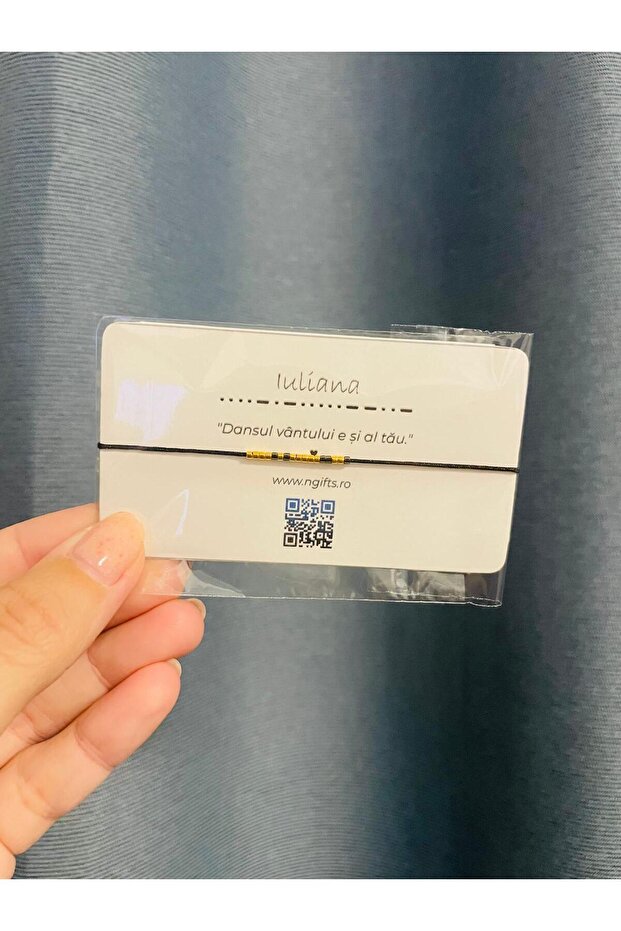 Iuliana
"Dansul vântului e și al tău."
www.ngifts.ro